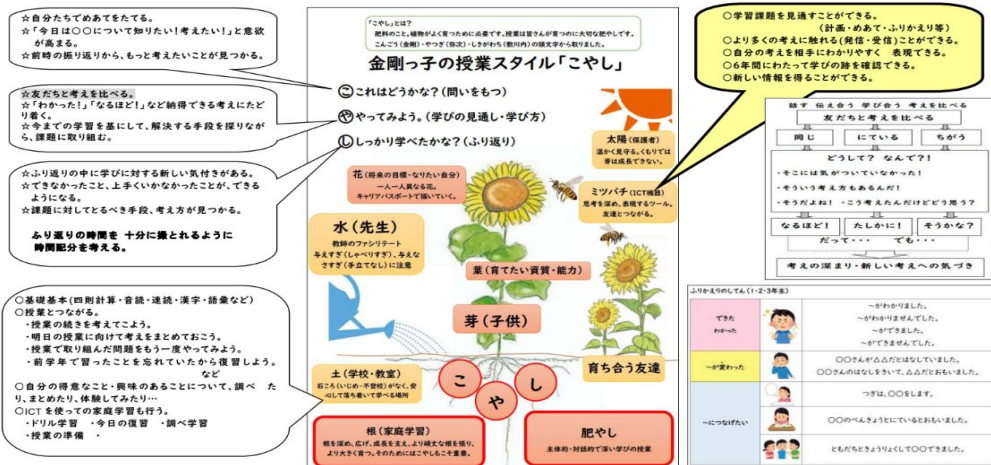 ☆自分たちでめあてをたてる。
☆「今日は〇〇について知りたい!考えたい!」と意欲
が高まる。
☆前時の振り返りから、もっと考えたいことが見つかる。
☆友だちと考えを比べる。
☆「わかった!」「なるほど!」など納得できる考えにたど
り着く。
☆今までの学習を基にして、解決する手段を探りなが
ら、課題に取り組む。
☆ふり返りの中に学びに対する新しい気付きがある。
☆できなかったこと、上手くいかなかったことが、できる
ようになる。
☆課題に対してとるべき手段、考え方が見つかる。
ふり返りの時間を 十分に撮とれるように
時間配分を考える。
〇基礎基本(四則計算・音読・速読・漢字・語彙など)
〇授業とつながる。
・授業の続きを考えてこよう。
・明日の授業に向けて考えをまとめておこう。
・授業で取り組んだ問題をもう一度やってみよう。
・前学年で習ったことを忘れていたから復習しよう。
など
〇自分の得意なこと・興味のあることについて、調べ た
り、まとめたり、体験してみたり…
〇ICTを使っての家庭学習も行う。
・ドリル学習 ・今日の復習 ・調べ学習
・授業の準備 ・
「こやし」とは?
肥料のこと。植物がよく育つために必要です。授業は皆さんが育つのに大切な肥やしです。
こんごう(金剛)・やつぎ(弥次)・しきがわち(敷川内)の頭文字から取りました。
金剛っ子の授業スタイル「こやし」
こ これはどうかな?(問いをもつ)
や やってみよう。(学びの見通し・学び方)
し しっかり学べたかな?(ふり返り)
太陽(保護者)
温かく見守る。くもりでは
芽は成長できない。
花(将来の目標・なりたい自分)
一人一人異なる花。
キャリアパスポートで描いていく。
ミツバチ(ICT機器)
思考を深め、表現するツール。
友達とつながる。
水(先生)
教師のファシリテート
与えすぎ(しゃべりすぎ)、与えな
さすぎ(手立てなし)に注意
葉(育てたい資質・能力)
芽(子供)
土(学校・教室)
石ころ(いじめ・不登校)がなく、安
心して落ち着いて学べる場所
育ち合う友達
こ
や
し
根(家庭学習)
根を深め、広げ、成長を支え、より頑丈な根を張り、
より大きく育つ。そのためにはこやしもこそ重要。
肥やし
主体的・対話的で深い学びの授業
〇学習課題を見通すことができる。
(計画・めあて・ふりかえり等)
〇より多くの考えに触れる(発信・受信)ことができる。
〇自分の考えを相手にわかりやすく 表現できる。
〇6年間にわたって学びの跡を確認できる。
〇新しい情報を得ることができる。
話す 伝え合う 学び合う 考えを比べる
友だちと考えを比べる
同じ
にている
ちがう
どうして? なんで?!
・そこには気がついていなかった!
・そういう考え方もあるんだ!
・そうだよね! ・こう考えたんだけどどう思う?
なるほど!
たしかに!
そうかな?
だって・・・ でも・・・
考えの深まり・新しい考えへの気づき
ふりかえりのしてん(1・2・3年生)
できた
わかった
~がわかりました。
~がわかりませんでした。
~ができました。
~ができませんでした。
~が変わった
〇〇さんが△△だとはなしていました。
〇〇さんのはなしをきいて、△△だとおもいました。
~につなげたい
つぎは、〇〇をします。
〇〇のべんきょうとにているとおもいました。
ともだちときょうりょくして〇〇できました。